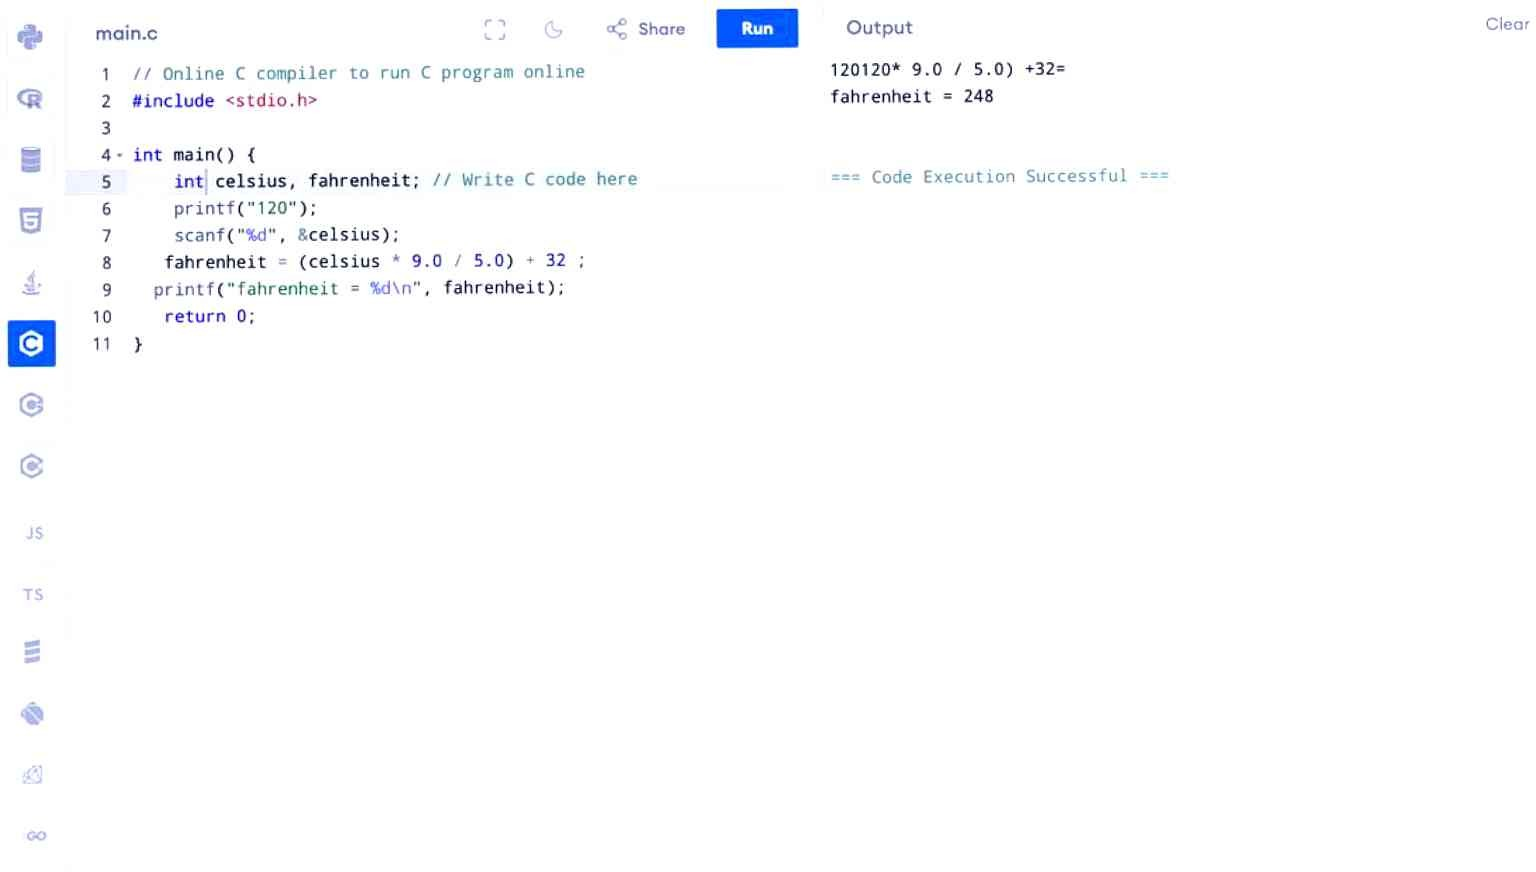 main.c
Share
Run
Output
Clear
1 // Online C compiler to run C program online
2 #include <stdio.h>
3
4 int main() {
5 int celsius, fahrenheit; // Write C code here
6 printf("120");
7 scanf("%d", &celsius);
8 fahrenheit = (celsius * 9.0 / 5.0) + 32 ;
9 printf("fahrenheit = %d\n", fahrenheit);
10 return 0;
11 }
120120* 9.0 / 5.0) +32=
fahrenheit = 248
=== Code Execution Successful ===
R
5
C
C
C
JS
TS
GO